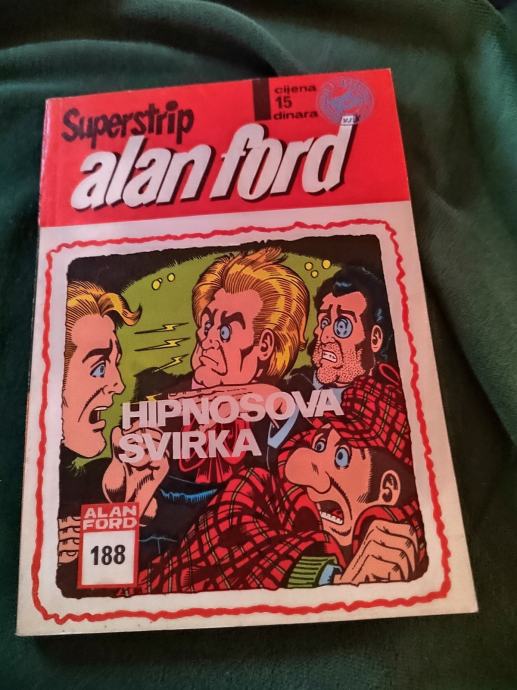 Superstrip
cijena
15
dinara
alan ford
HIPNOSOVA
SVIRKA
ALAN
FORD
188